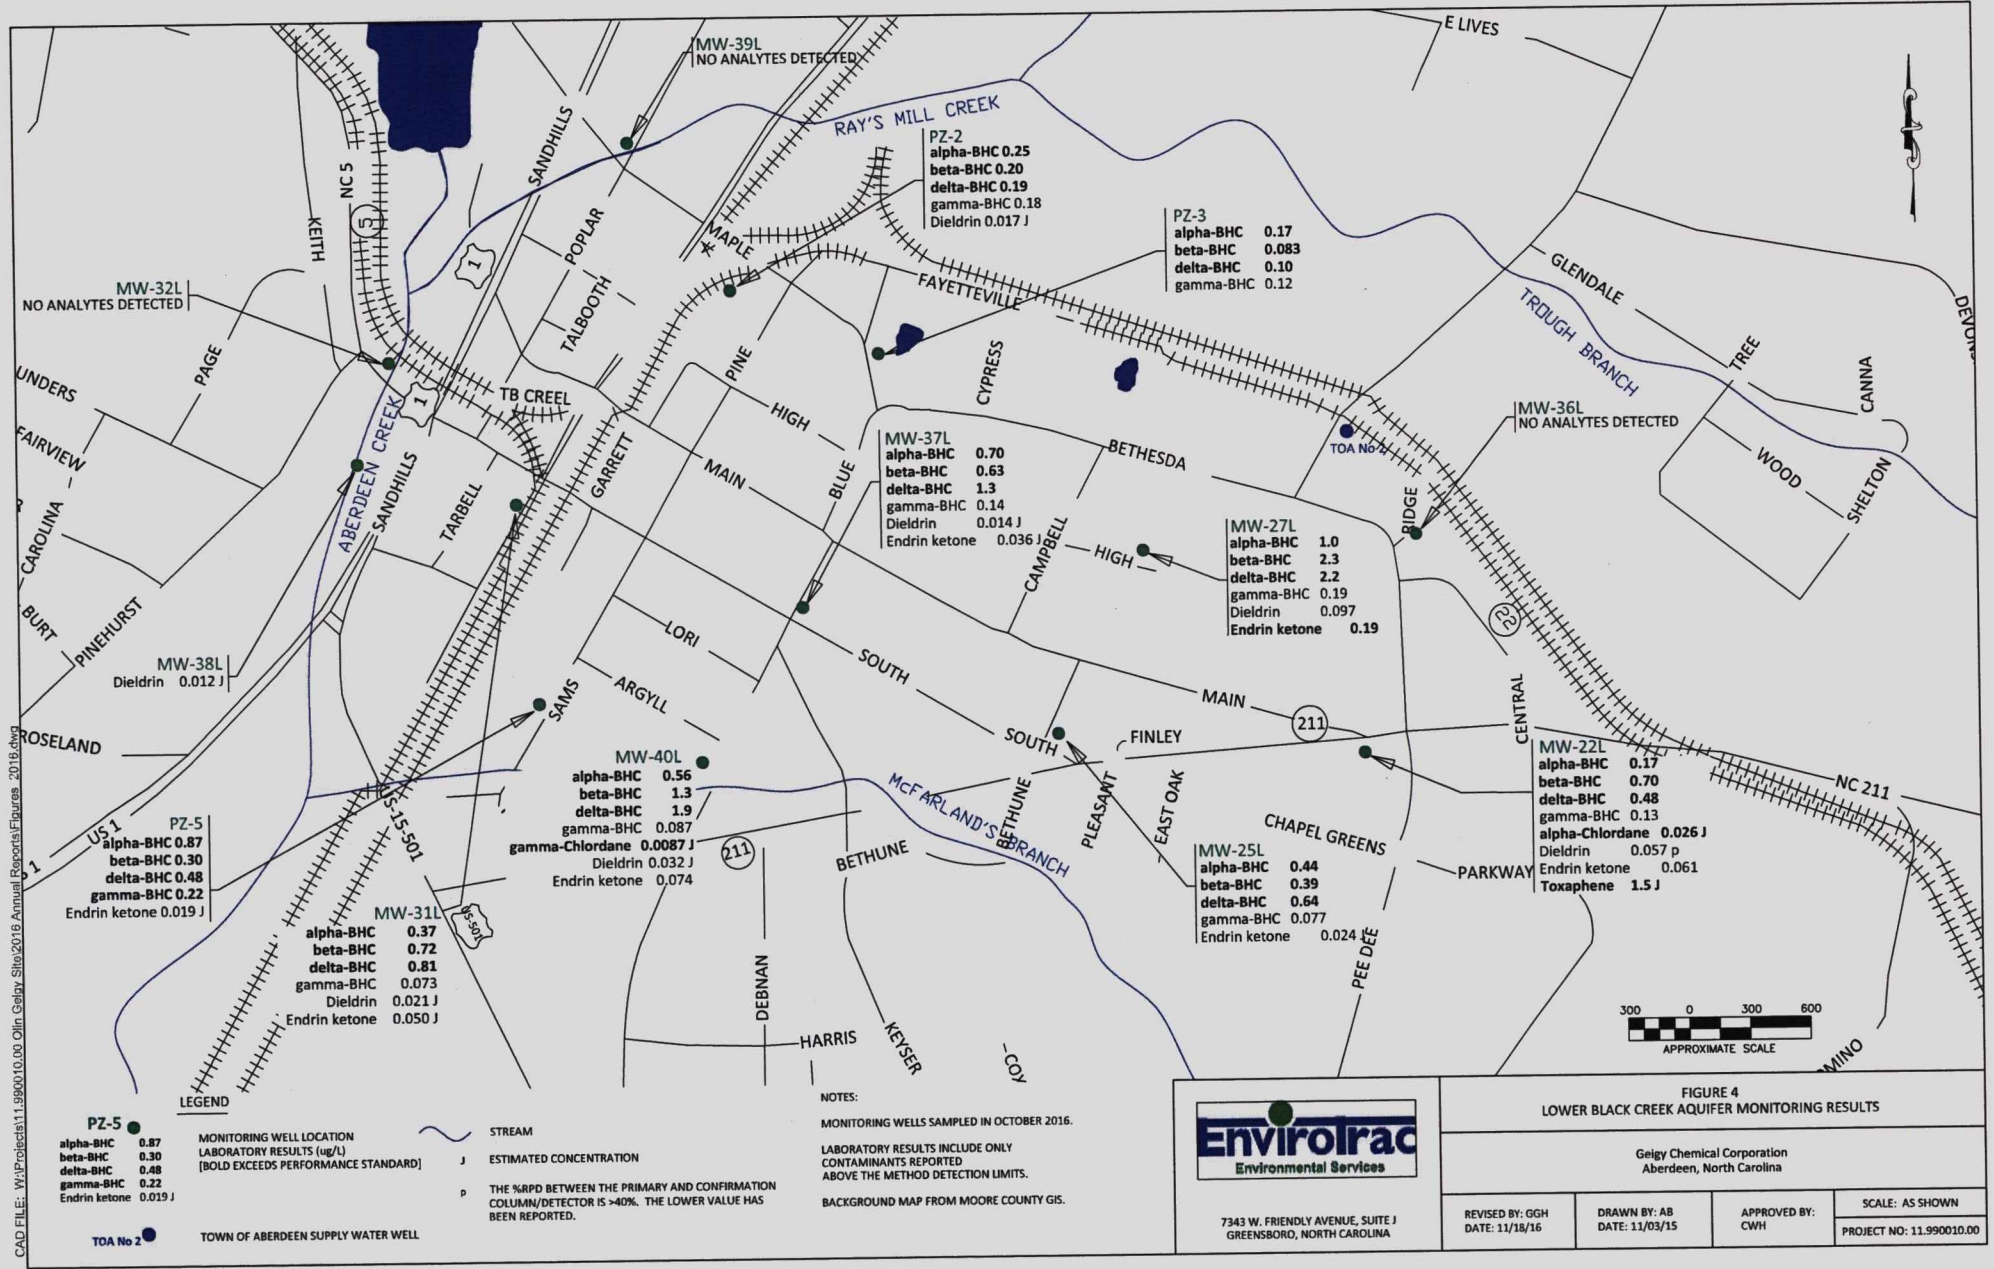 E LIVES
MW-39L
NO ANALYTES DETECTED
RAY'S MILL CREEK
SANDHILLS
NC 5
5
KEITH
POPLAR
MAPLE
1
TALBOOTH
PZ-2
alpha-BHC 0.25
beta-BHC 0.20
delta-BHC 0.19
gamma-BHC 0.18
Dieldrin 0.017 J
PZ-3
alpha-BHC 0.17
beta-BHC 0.083
delta-BHC 0.10
gamma-BHC 0.12
GLENDALE
TROUGH BRANCH
TREE
CANNA
FAYETTEVILLE
MW-32L
NO ANALYTES DETECTED
PAGE
UNDERS
FAIRVIEW
CAROLINA
BURT
PINEHURST
ROSELAND
1
TB CREEL
ABERDEEN CREEK
SANDHILLS
TARBELL
GARRETT
PINE
HIGH
MAIN
BLUE
CYPRESS
BETHESDA
MW-37L
alpha-BHC 0.70
beta-BHC 0.63
delta-BHC 1.3
gamma-BHC 0.14
Dieldrin 0.014 J
Endrin ketone 0.036 J
CAMPBELL
HIGH
TOA No 2
RIDGE
MW-36L
NO ANALYTES DETECTED
WOOD
SHELTON
MW-27L
alpha-BHC 1.0
beta-BHC 2.3
delta-BHC 2.2
gamma-BHC 0.19
Dieldrin 0.097
Endrin ketone 0.19
22
MW-38L
Dieldrin 0.012 J
LORI
ARGYLL
SAMS
SOUTH
SOUTH
MAIN
211
CENTRAL
FINLEY
NC 211
MW-40L
alpha-BHC 0.56
beta-BHC 1.3
delta-BHC 1.9
gamma-BHC 0.087
gamma-Chlordane 0.0087 J
Dieldrin 0.032 J
Endrin ketone 0.074
McFARLAND'S BRANCH
BETHUNE
PLEASANT
EAST OAK
MW-22L
alpha-BHC 0.17
beta-BHC 0.70
delta-BHC 0.48
gamma-BHC 0.13
alpha-Chlordane 0.026 J
Dieldrin 0.057 p
Endrin ketone 0.061
Toxaphene 1.5 J
US 1
PZ-5
alpha-BHC 0.87
beta-BHC 0.30
delta-BHC 0.48
gamma-BHC 0.22
Endrin ketone 0.019 J
US-15-501
US-501
211
BETHUNE
CHAPEL GREENS
PARKWAY
MW-25L
alpha-BHC 0.44
beta-BHC 0.39
delta-BHC 0.64
gamma-BHC 0.077
Endrin ketone 0.024 J
MW-31L
alpha-BHC 0.37
beta-BHC 0.72
delta-BHC 0.81
gamma-BHC 0.073
Dieldrin 0.021 J
Endrin ketone 0.050 J
DEBNAN
HARRIS
KEYSER
COY
PEE DEE
300 0 300 600
APPROXIMATE SCALE
LEGEND
PZ-5
alpha-BHC 0.87
beta-BHC 0.30
delta-BHC 0.48
gamma-BHC 0.22
Endrin ketone 0.019 J
MONITORING WELL LOCATION
LABORATORY RESULTS (ug/L)
[BOLD EXCEEDS PERFORMANCE STANDARD]
TOA No 2
TOWN OF ABERDEEN SUPPLY WATER WELL
STREAM
J ESTIMATED CONCENTRATION
p THE %RPD BETWEEN THE PRIMARY AND CONFIRMATION
COLUMN/DETECTOR IS >40%. THE LOWER VALUE HAS
BEEN REPORTED.
NOTES:
MONITORING WELLS SAMPLED IN OCTOBER 2016.
LABORATORY RESULTS INCLUDE ONLY
CONTAMINANTS REPORTED
ABOVE THE METHOD DETECTION LIMITS.
BACKGROUND MAP FROM MOORE COUNTY GIS.
EnviroTrac
Environmental Services
7343 W. FRIENDLY AVENUE, SUITE J
GREENSBORO, NORTH CAROLINA
FIGURE 4
LOWER BLACK CREEK AQUIFER MONITORING RESULTS
Geigy Chemical Corporation
Aberdeen, North Carolina
REVISED BY: GGH
DATE: 11/18/16
DRAWN BY: AB
DATE: 11/03/15
APPROVED BY:
CWH
SCALE: AS SHOWN
PROJECT NO: 11.990010.00
CAD FILE: W:\Projects\11.990010.00 Olin Geigy Site\2016 Annual Reports\Figures 2016.dwg